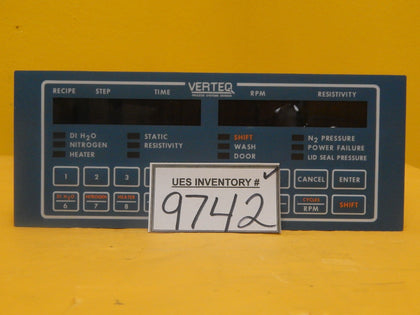 VERTEQ
RECIPE STEP TIME RPM RESISTIVITY
DI H2O STATIC SHIFT N2 PRESSURE
NITROGEN RESISTIVITY WASH POWER FAILURE
HEATER DOOR LID SEAL PRESSURE
1 2 3 CANCEL ENTER
DI H2O NITROGEN HEATER CYCLES
6 7 8 RPM SHIFT
UES INVENTORY #
9742